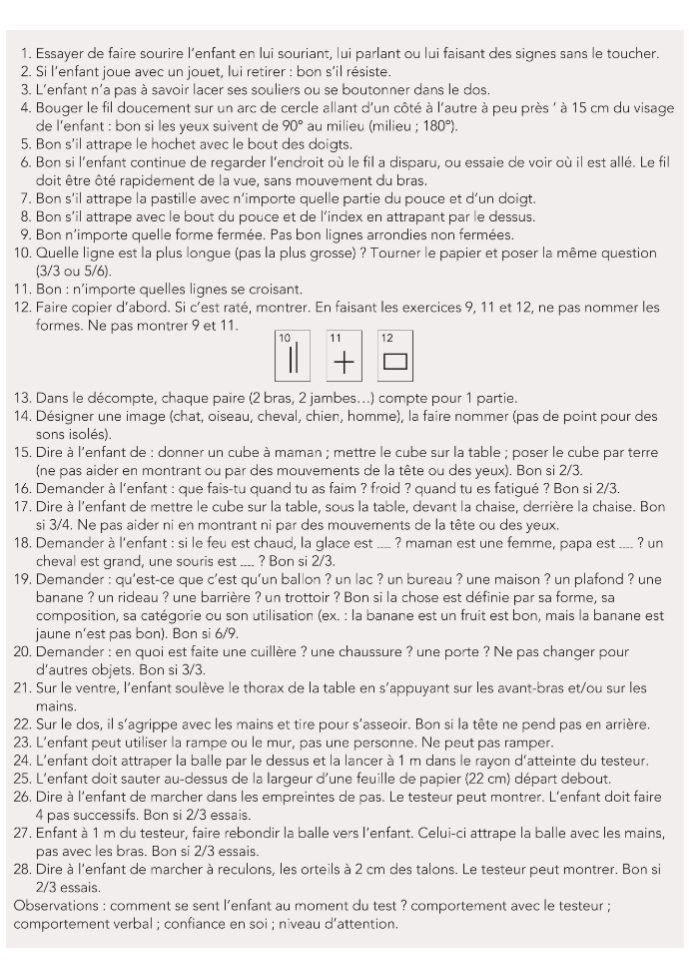 1. Essayer de faire sourire l'enfant en lui souriant, lui parlant ou lui faisant des signes sans le toucher.
2. Si l'enfant joue avec un jouet, lui retirer : bon s'il résiste.
3. L'enfant n'a pas à savoir lacer ses souliers ou se boutonner dans le dos.
4. Bouger le fil doucement sur un arc de cercle allant d'un côté à l'autre à peu près ' à 15 cm du visage
de l'enfant : bon si les yeux suivent de 90° au milieu (milieu ; 180°).
5. Bon s'il attrape le hochet avec le bout des doigts.
6. Bon si l'enfant continue de regarder l'endroit où le fil a disparu, ou essaie de voir où il est allé. Le fil
doit être ôté rapidement de la vue, sans mouvement du bras.
7. Bon s'il attrape la pastille avec n'importe quelle partie du pouce et d'un doigt.
8. Bon s'il attrape avec le bout du pouce et de l'index en attrapant par le dessus.
9. Bon n'importe quelle forme fermée. Pas bon lignes arrondies non fermées.
10. Quelle ligne est la plus longue (pas la plus grosse) ? Tourner le papier et poser la même question
(3/3 ou 5/6).
11. Bon : n'importe quelles lignes se croisant.
12. Faire copier d'abord. Si c'est raté, montrer. En faisant les exercices 9, 11 et 12, ne pas nommer les
formes. Ne pas montrer 9 et 11.
10 11 12
13. Dans le décompte, chaque paire (2 bras, 2 jambes…) compte pour 1 partie.
14. Désigner une image (chat, oiseau, cheval, chien, homme), la faire nommer (pas de point pour des
sons isolés).
15. Dire à l'enfant de : donner un cube à maman ; mettre le cube sur la table ; poser le cube par terre
(ne pas aider en montrant ou par des mouvements de la tête ou des yeux). Bon si 2/3.
16. Demander à l'enfant : que fais-tu quand tu as faim ? froid ? quand tu es fatigué ? Bon si 2/3.
17. Dire à l'enfant de mettre le cube sur la table, sous la table, devant la chaise, derrière la chaise. Bon
si 3/4. Ne pas aider ni en montrant ni par des mouvements de la tête ou des yeux.
18. Demander à l'enfant : si le feu est chaud, la glace est .... ? maman est une femme, papa est .... ? un
cheval est grand, une souris est .... ? Bon si 2/3.
19. Demander : qu'est-ce que c'est qu'un ballon ? un lac ? un bureau ? une maison ? un plafond ? une
banane ? un rideau ? une barrière ? un trottoir ? Bon si la chose est définie par sa forme, sa
composition, sa catégorie ou son utilisation (ex. : la banane est un fruit est bon, mais la banane est
jaune n'est pas bon). Bon si 6/9.
20. Demander : en quoi est faite une cuillère ? une chaussure ? une porte ? Ne pas changer pour
d'autres objets. Bon si 3/3.
21. Sur le ventre, l'enfant soulève le thorax de la table en s'appuyant sur les avant-bras et/ou sur les
mains.
22. Sur le dos, il s'agrippe avec les mains et tire pour s'asseoir. Bon si la tête ne pend pas en arrière.
23. L'enfant peut utiliser la rampe ou le mur, pas une personne. Ne peut pas ramper.
24. L'enfant doit attraper la balle par le dessus et la lancer à 1 m dans le rayon d'atteinte du testeur.
25. L'enfant doit sauter au-dessus de la largeur d'une feuille de papier (22 cm) départ debout.
26. Dire à l'enfant de marcher dans les empreintes de pas. Le testeur peut montrer. L'enfant doit faire
4 pas successifs. Bon si 2/3 essais.
27. Enfant à 1 m du testeur, faire rebondir la balle vers l'enfant. Celui-ci attrape la balle avec les mains,
pas avec les bras. Bon si 2/3 essais.
28. Dire à l'enfant de marcher à reculons, les orteils à 2 cm des talons. Le testeur peut montrer. Bon si
2/3 essais.
Observations : comment se sent l'enfant au moment du test ? comportement avec le testeur ;
comportement verbal ; confiance en soi ; niveau d'attention.